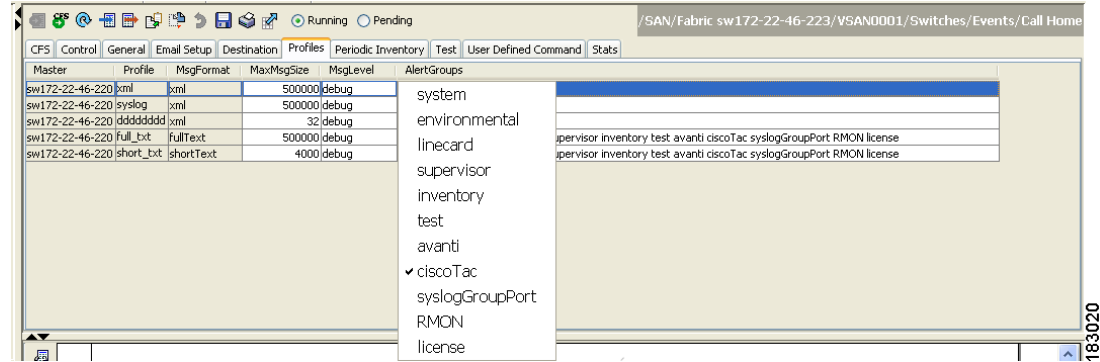 CFS Running Pending /SAN/Fabric sw172-22-46-223/VSAN0001/Switches/Events/Call Home
CFS Control General Email Setup Destination Profiles Periodic Inventory Test User Defined Command Stats
Master Profile MsgFormat MaxMsgSize MsgLevel AlertGroups
sw172-22-46-220 xml xml 500000 debug
sw172-22-46-220 syslog xml 500000 debug
sw172-22-46-220 dddddddd xml 32 debug
sw172-22-46-220 full_txt fullText 500000 debug upervisor inventory test avanti ciscoTac syslogGroupPort RMON license
sw172-22-46-220 short_txt shortText 4000 debug upervisor inventory test avanti ciscoTac syslogGroupPort RMON license
system
environmental
linecard
supervisor
inventory
test
avanti
ciscoTac
syslogGroupPort
RMON
license
183020